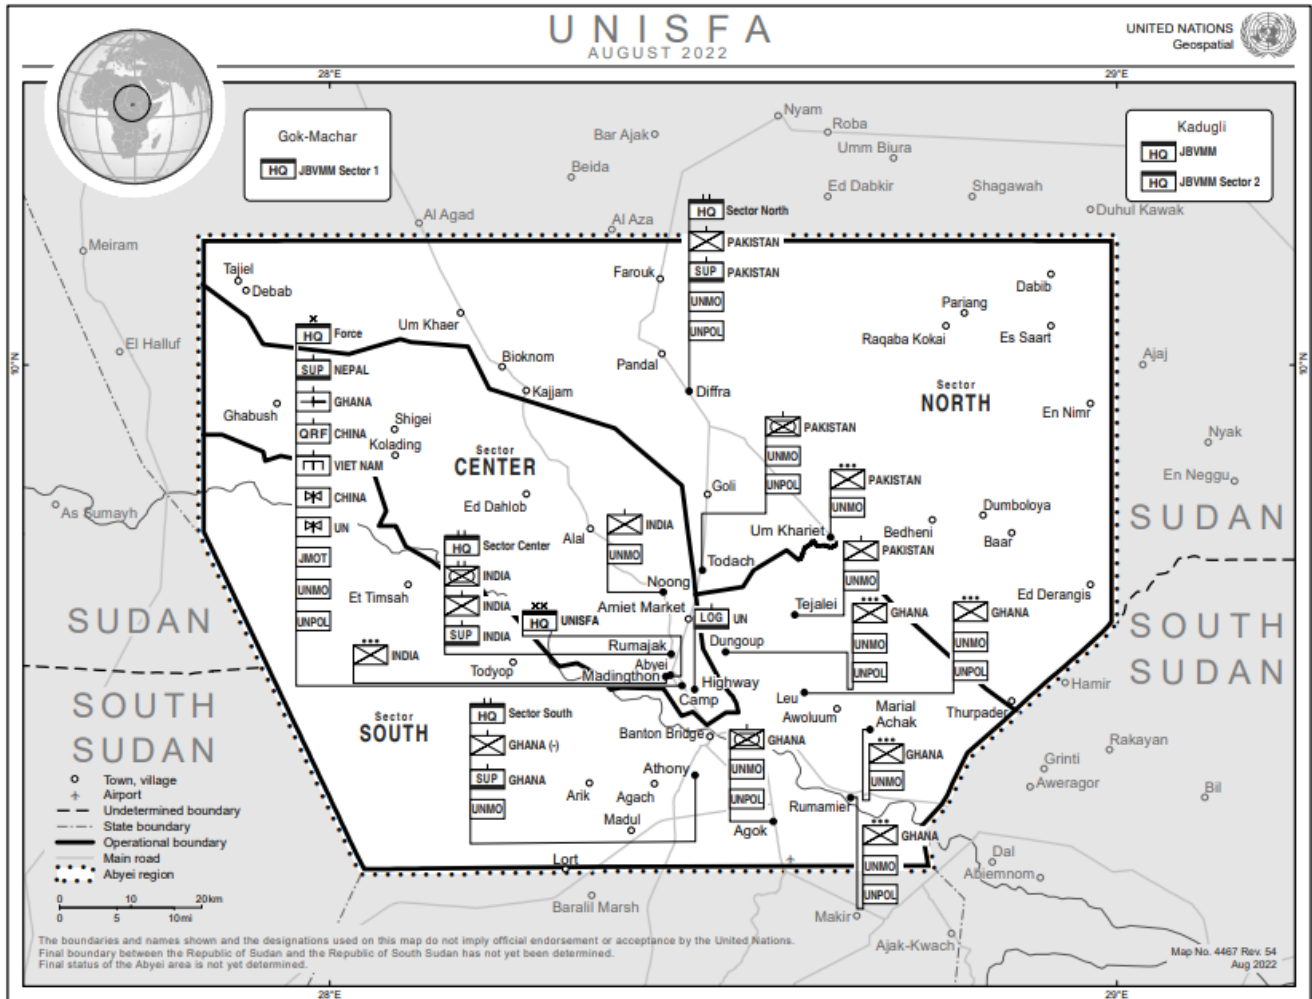 UNISFA
AUGUST 2022
UNITED NATIONS
Geospatial
28°E
29°E
Gok-Machar
HQ JBVMM Sector 1
Kadugli
HQ JBVMM
HQ JBVMM Sector 2
Nyam
Roba
Bar Ajak
Umm Biura
Beida
Ed Dabkir
Shagawah
Duhul Kawak
Al Agad
Al Aza
Meiram
HQ Sector North
PAKISTAN
SUP PAKISTAN
UNMO
UNPOL
Tajiel
Debab
Farouk
Dabib
Pariang
Um Khaer
Raqaba Kokai
Es Saart
El Halluf
Bioknom
Pandal
Ajaj
10°N
10°N
Kajjam
Diffra
Sector
NORTH
Ghabush
En Nimr
HQ Force
SUP NEPAL
GHANA
QRF CHINA
VIET NAM
CHINA
UN
JMOT
UNMO
UNPOL
Shigei
Kolading
Sector
CENTER
PAKISTAN
UNMO
UNPOL
Nyak
En Neggu
PAKISTAN
UNMO
As Sumayh
Ed Dahlob
Goli
Dumboloya
SUDAN
Alal
INDIA
UNMO
Um Khariet
Bedheni
Baar
PAKISTAN
UNMO
HQ Sector Center
INDIA
INDIA
SUP INDIA
Todach
Noong
Et Timsah
Amiet Market
Ed Derangis
Tejalei
LOG UN
GHANA
UNMO
UNPOL
GHANA
UNMO
UNPOL
HQ UNISFA
SUDAN
SOUTH
SUDAN
Dungoup
Rumajak
INDIA
Todyop
Abyei
Madingthon
Highway
Camp
Leu
Hamir
Thurpader
Awoluum
Marial
Achak
SOUTH
SUDAN
Sector
SOUTH
HQ Sector South
GHANA (-)
SUP GHANA
UNMO
Banton Bridge
GHANA
UNMO
UNPOL
GHANA
UNMO
Rakayan
Grinti
Aweragor
Bil
Athony
Arik
Agach
Rumamier
Madul
Agok
GHANA
UNMO
UNPOL
Lort
Dal
Abiemnom
Baralil Marsh
Makir
Ajak-Kwach
Town, village
Airport
Undetermined boundary
State boundary
Operational boundary
Main road
Abyei region
0 10 20km
0 5 10mi
The boundaries and names shown and the designations used on this map do not imply official endorsement or acceptance by the United Nations.
Final boundary between the Republic of Sudan and the Republic of South Sudan has not yet been determined.
Final status of the Abyei area is not yet determined.
Map No. 4467 Rev. 54
Aug 2022
28°E
29°E